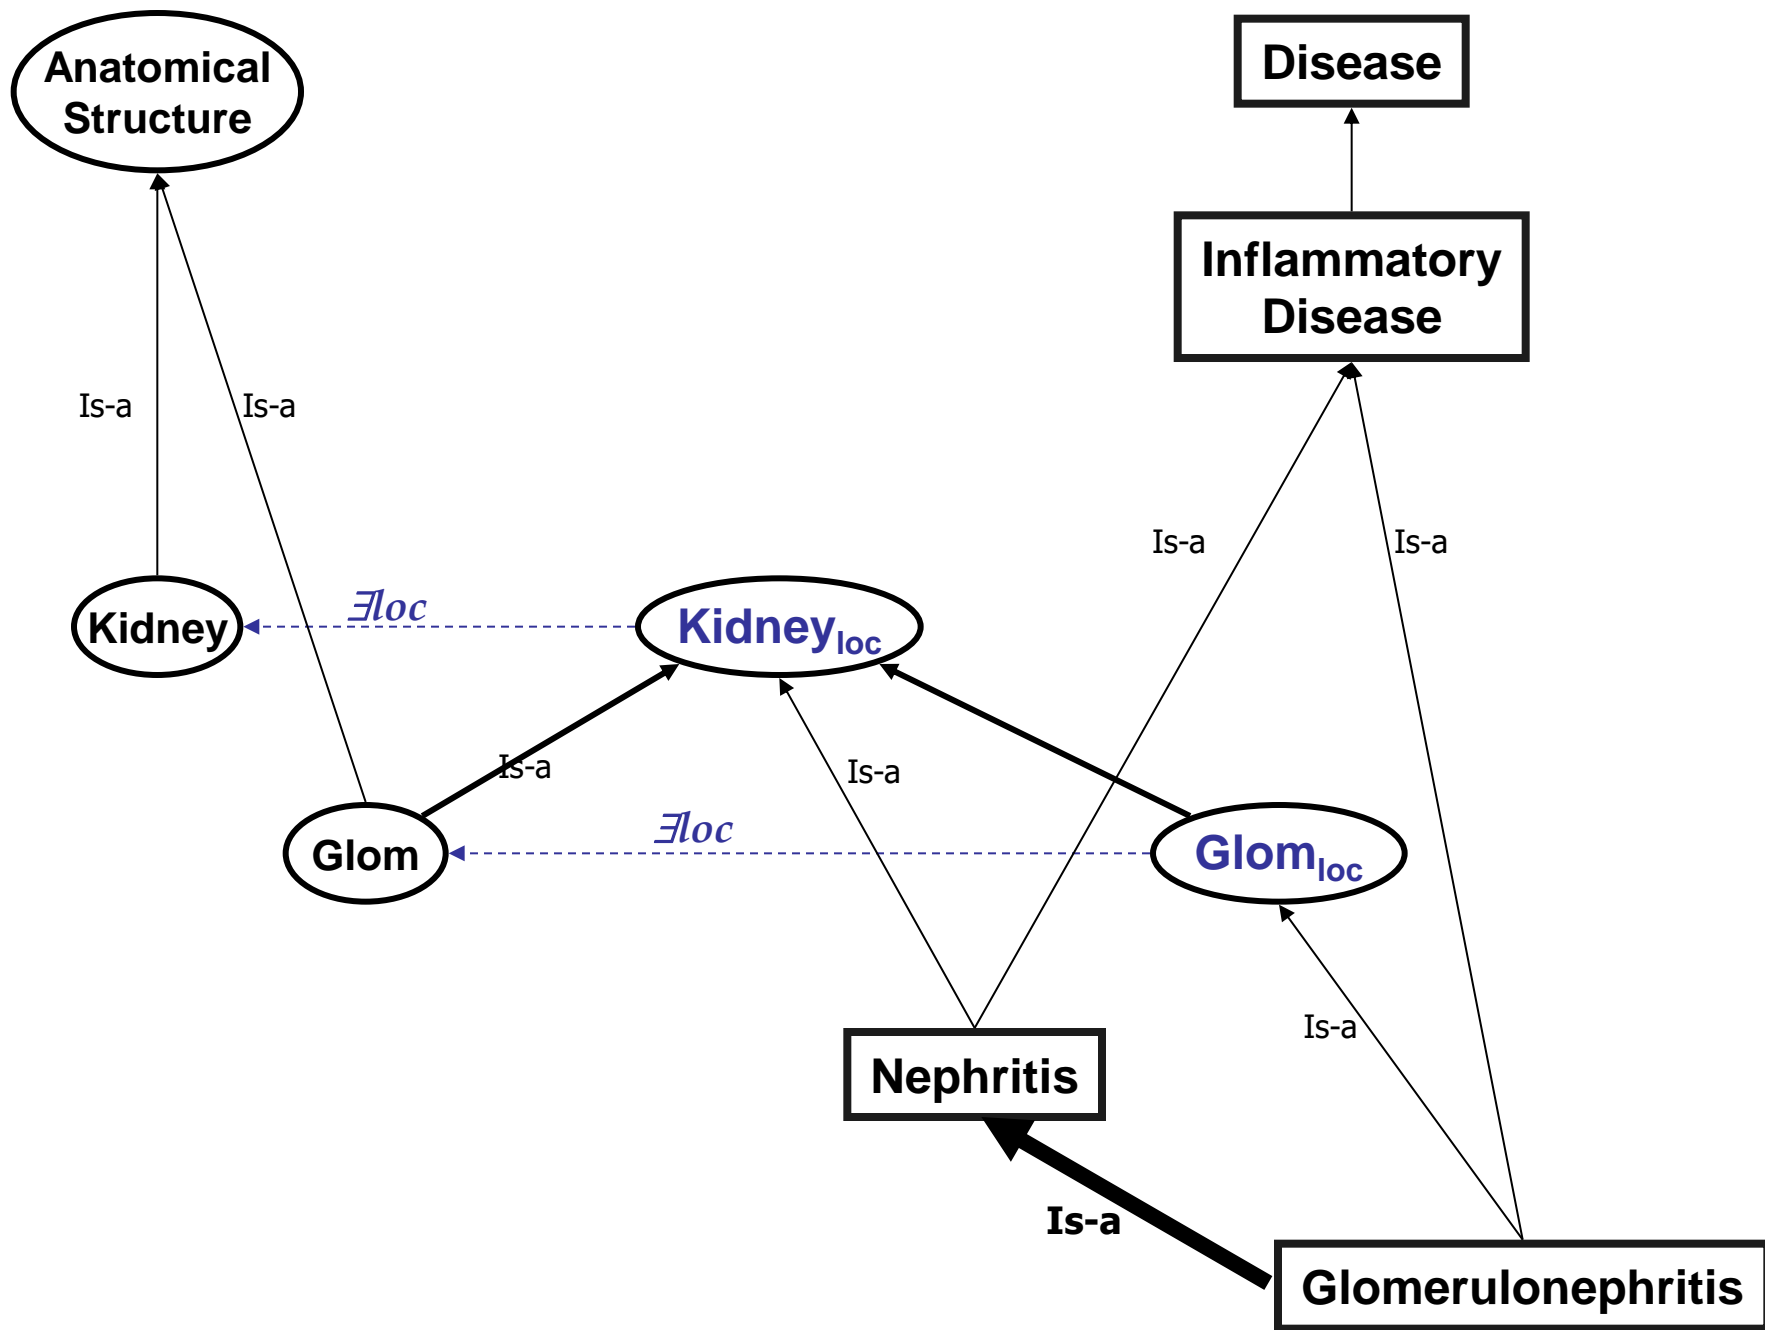 Anatomical
Structure
Disease
Inflammatory
Disease
Is-a
Is-a
Is-a
Is-a
Kidney
∃loc
Kidneyloc
Is-a
Is-a
Glom
∃loc
Glomloc
Is-a
Nephritis
Is-a
Glomerulonephritis